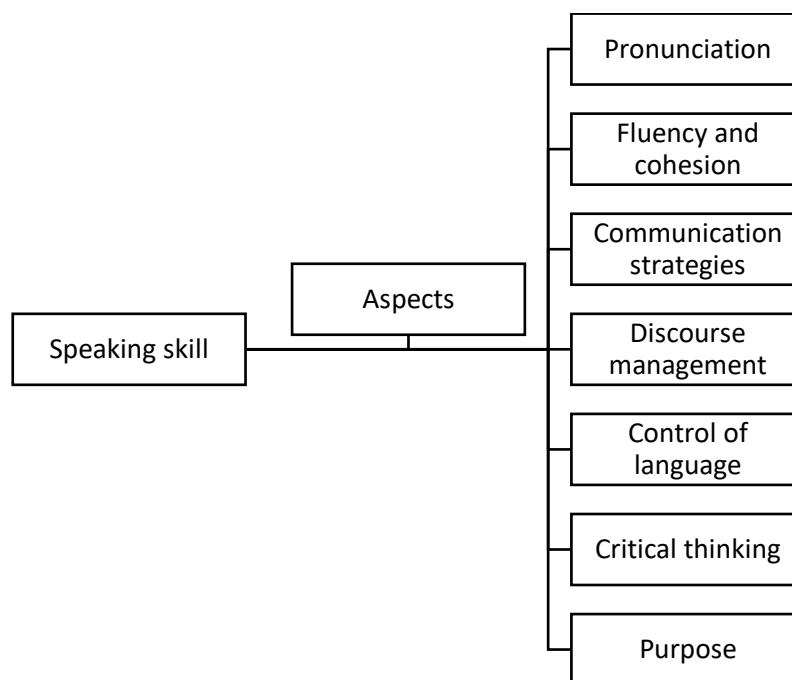 Speaking skill
Aspects
Pronunciation
Fluency and
cohesion
Communication
strategies
Discourse
management
Control of
language
Critical thinking
Purpose